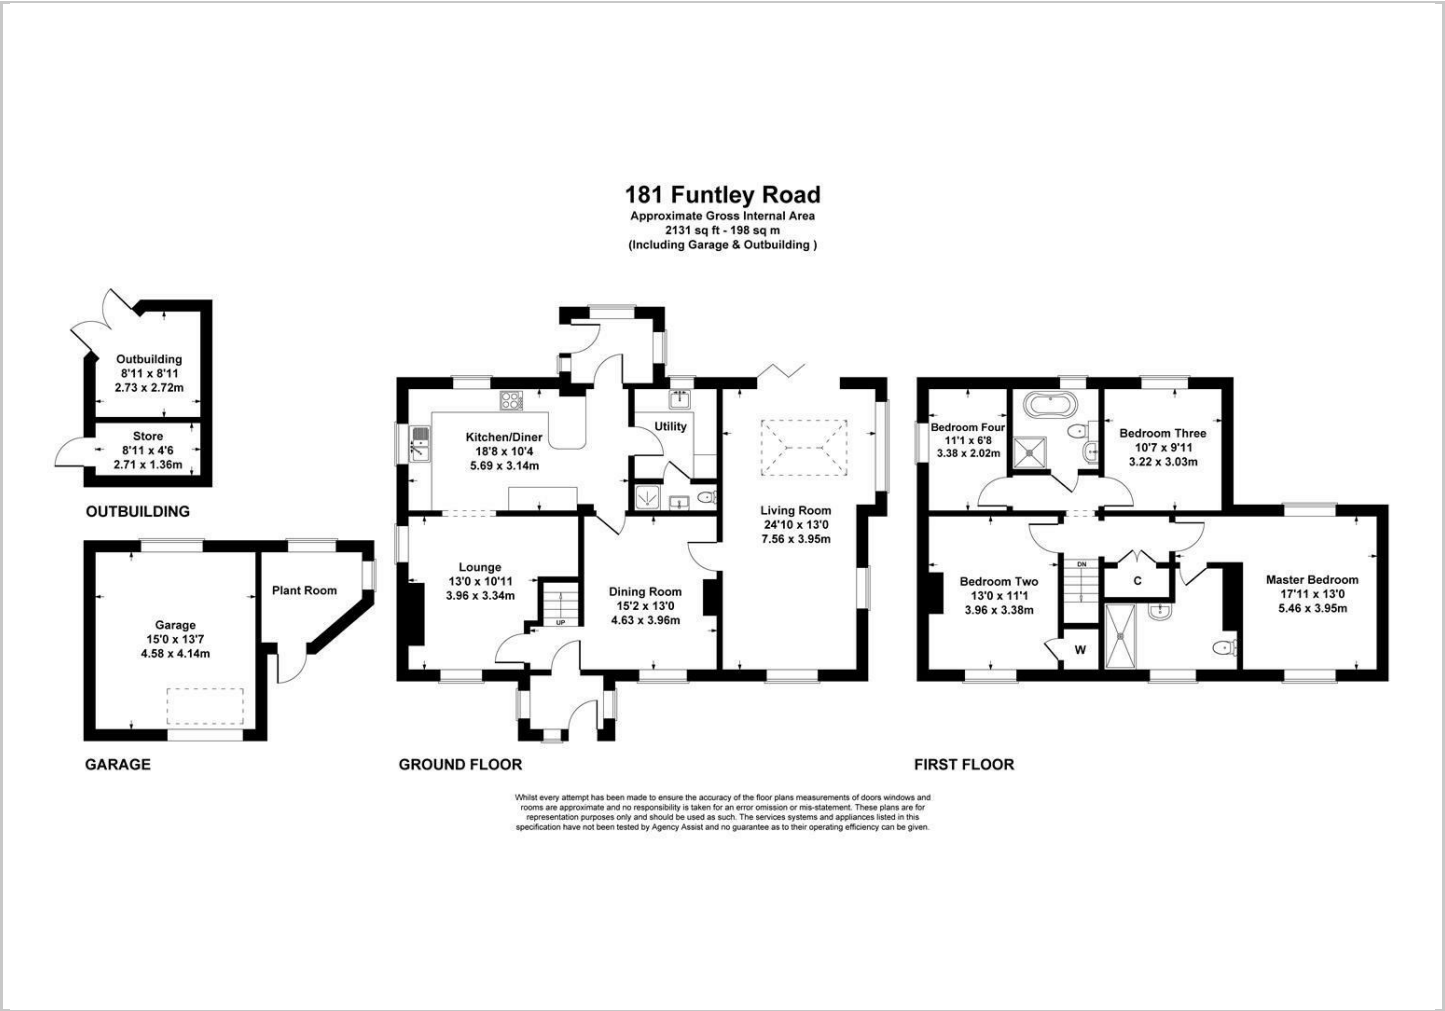 181 Funtley Road
Approximate Gross Internal Area
2131 sq ft - 198 sq m
(Including Garage & Outbuilding )
Outbuilding
8'11 x 8'11
2.73 x 2.72m
Store
8'11 x 4'6
2.71 x 1.36m
OUTBUILDING
Plant Room
Garage
15'0 x 13'7
4.58 x 4.14m
GARAGE
Kitchen/Diner
18'8 x 10'4
5.69 x 3.14m
Utility
Living Room
24'10 x 13'0
7.56 x 3.95m
Lounge
13'0 x 10'11
3.96 x 3.34m
UP
Dining Room
15'2 x 13'0
4.63 x 3.96m
GROUND FLOOR
Bedroom Four
11'1 x 6'8
3.38 x 2.02m
Bedroom Three
10'7 x 9'11
3.22 x 3.03m
Bedroom Two
13'0 x 11'1
3.96 x 3.38m
DN
C
W
Master Bedroom
17'11 x 13'0
5.46 x 3.95m
FIRST FLOOR
Whilst every attempt has been made to ensure the accuracy of the floor plans measurements of doors windows and
rooms are approximate and no responsibility is taken for an error omission or mis-statement. These plans are for
representation purposes only and should be used as such. The services systems and appliances listed in this
specification have not been tested by Agency Assist and no guarantee as to their operating efficiency can be given.